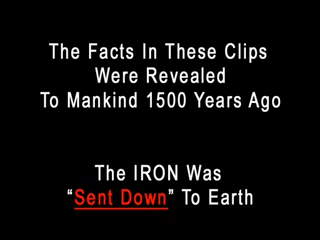 The Facts In These Clips
Were Revealed
To Mankind 1500 Years Ago
The IRON Was
“Sent Down” To Earth